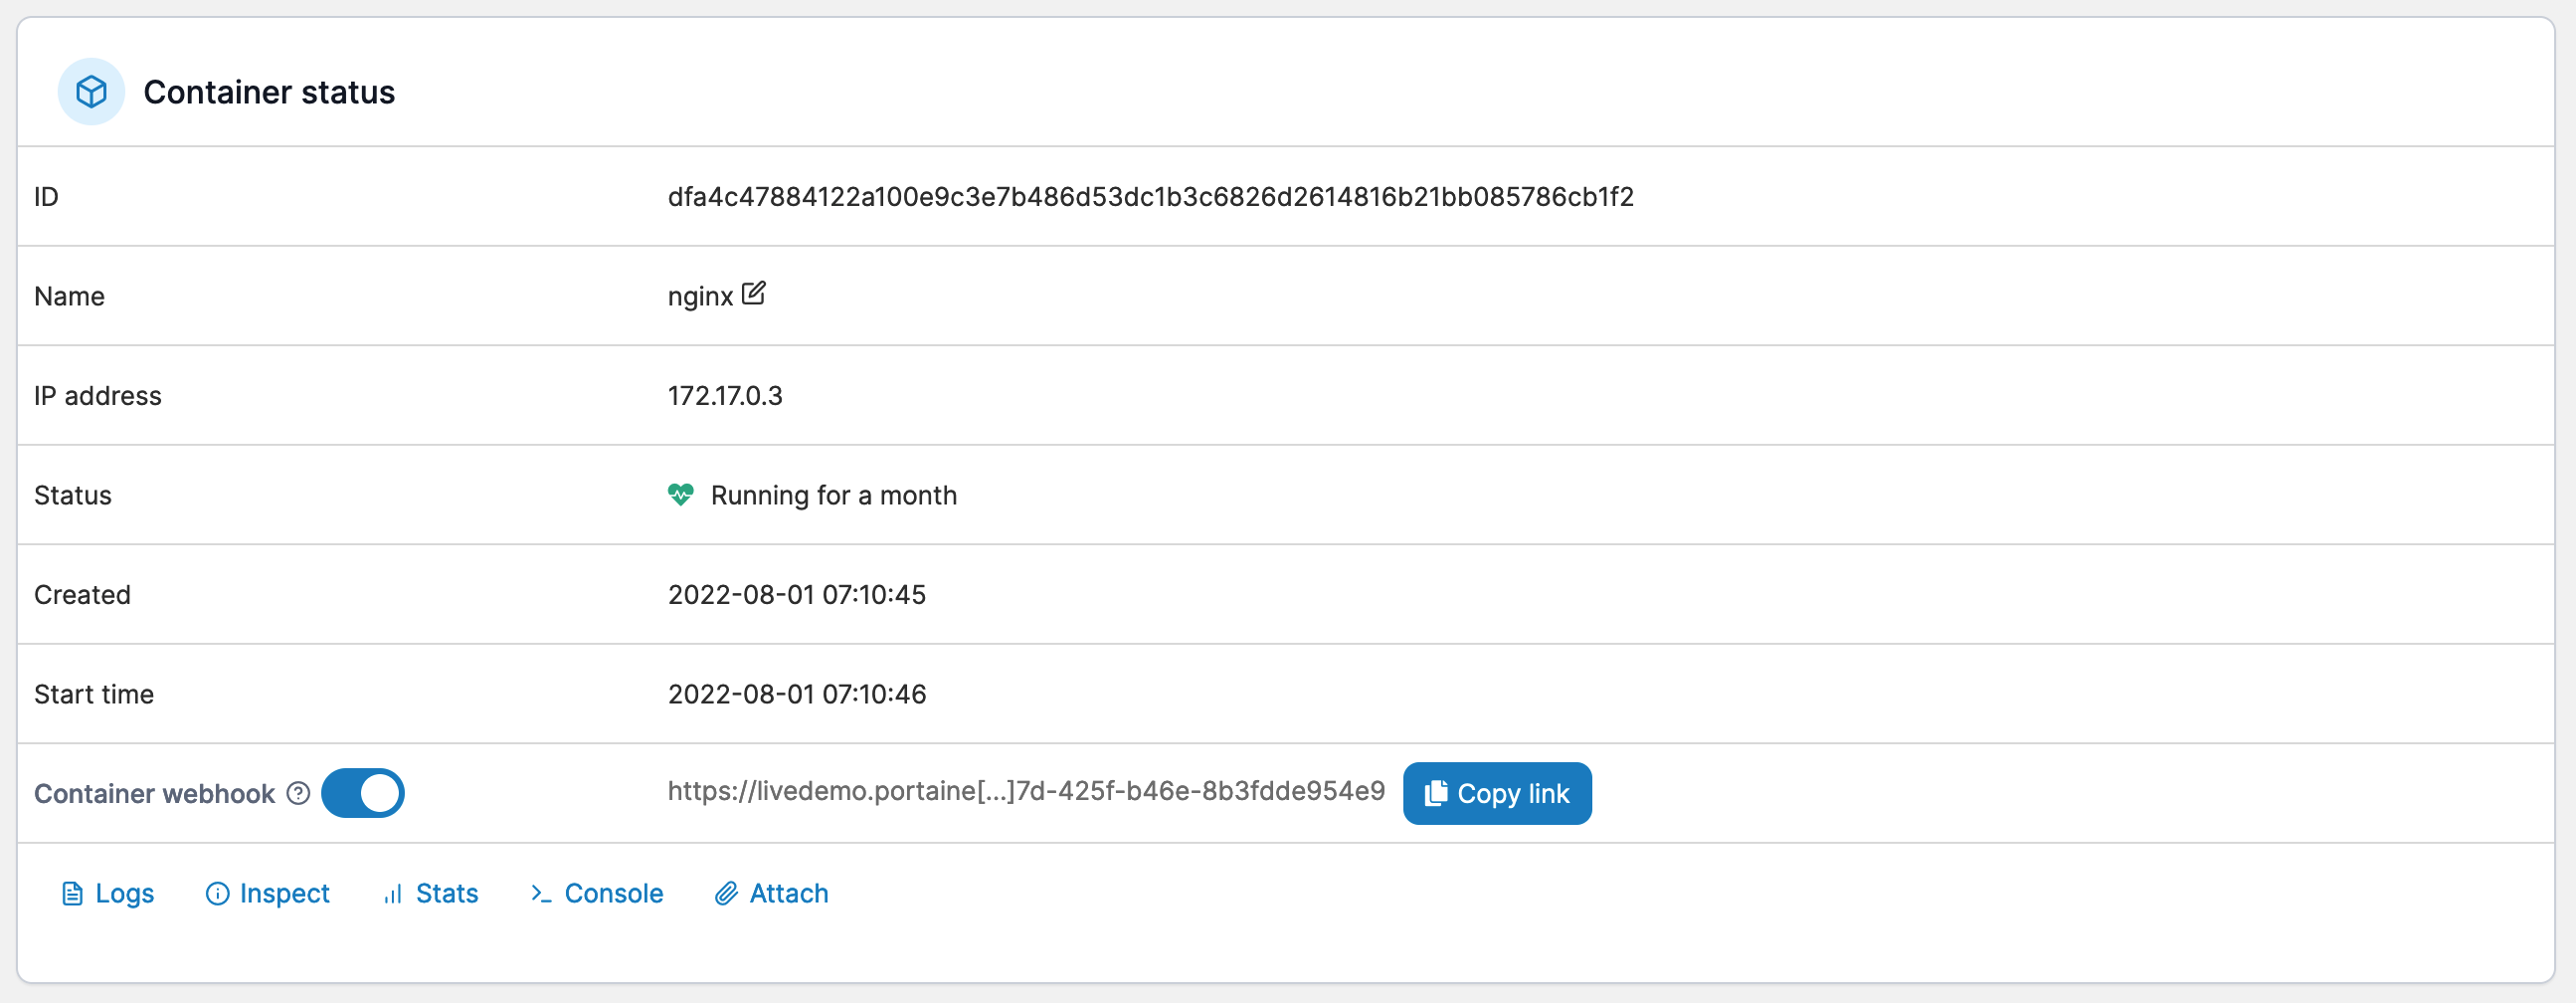 Container status
ID dfa4c47884122a100e9c3e7b486d53dc1b3c6826d2614816b21bb085786cb1f2
Name nginx
IP address 172.17.0.3
Status Running for a month
Created 2022-08-01 07:10:45
Start time 2022-08-01 07:10:46
Container webhook https://livedemo.portaine[...]7d-425f-b46e-8b3fdde954e9 Copy link
Logs Inspect Stats Console Attach